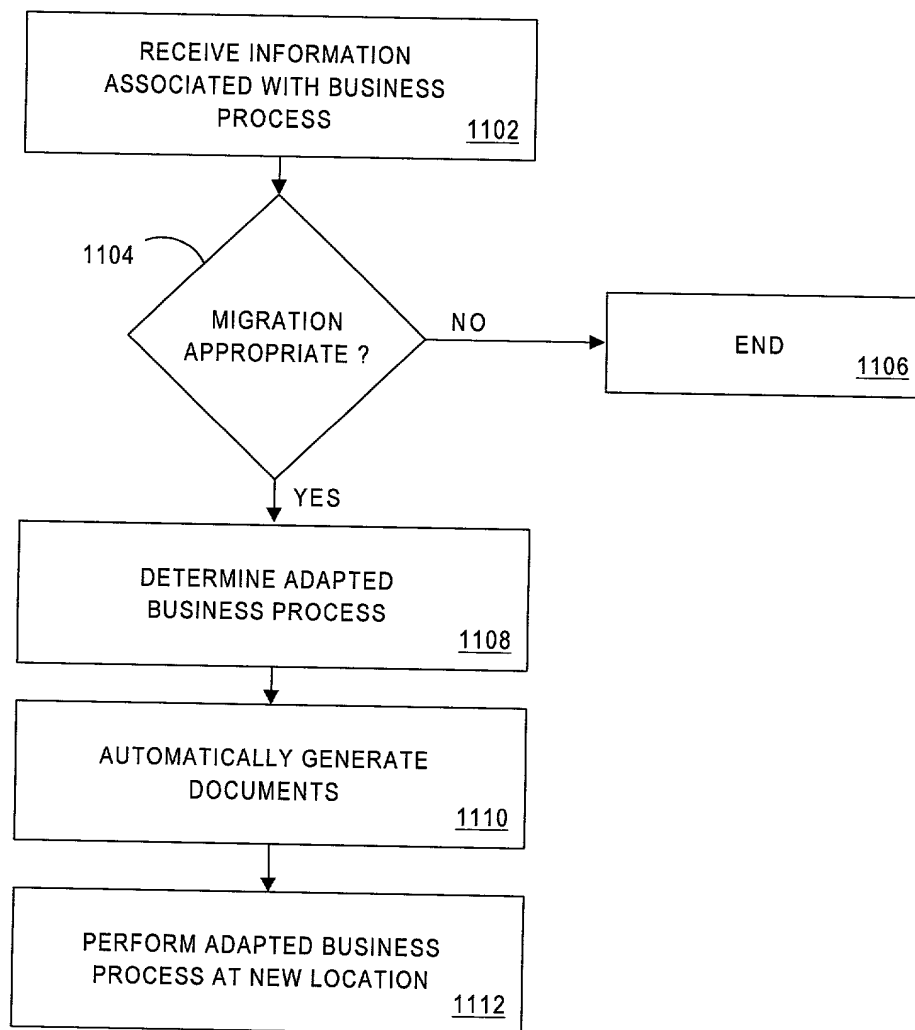 RECEIVE INFORMATION
ASSOCIATED WITH BUSINESS
PROCESS
1102
1104
MIGRATION
APPROPRIATE ?
NO
END
1106
YES
DETERMINE ADAPTED
BUSINESS PROCESS
1108
AUTOMATICALLY GENERATE
DOCUMENTS
1110
PERFORM ADAPTED BUSINESS
PROCESS AT NEW LOCATION
1112